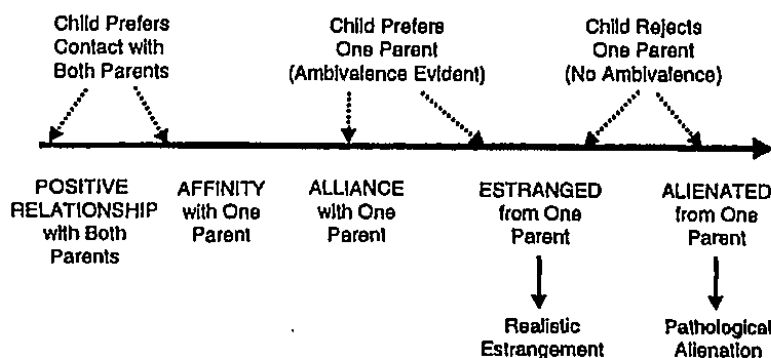 Child Prefers
Contact with
Both Parents
Child Prefers
One Parent
(Ambivalence Evident)
Child Rejects
One Parent
(No Ambivalence)
POSITIVE
RELATIONSHIP
with Both
Parents
AFFINITY
with One
Parent
ALLIANCE
with One
Parent
ESTRANGED
from One
Parent
ALIENATED
from One
Parent
Realistic
Estrangement
Pathological
Alienation